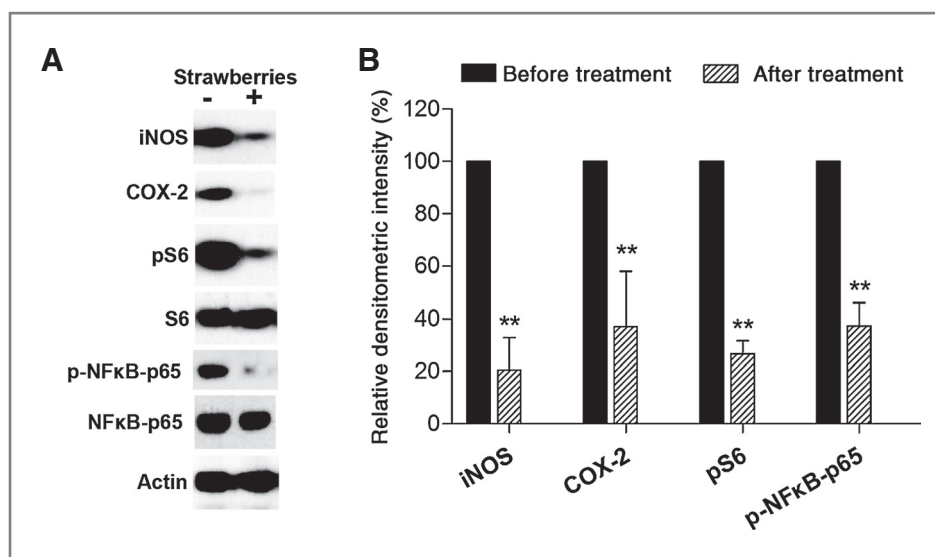 A
Strawberries
- +
iNOS
COX-2
pS6
S6
p-NFκB-p65
NFκB-p65
Actin
B
Before treatment After treatment
Relative densitometric intensity (%)
120
100
80
60
40
20
0
** ** ** **
iNOS COX-2 pS6 p-NFκB-p65